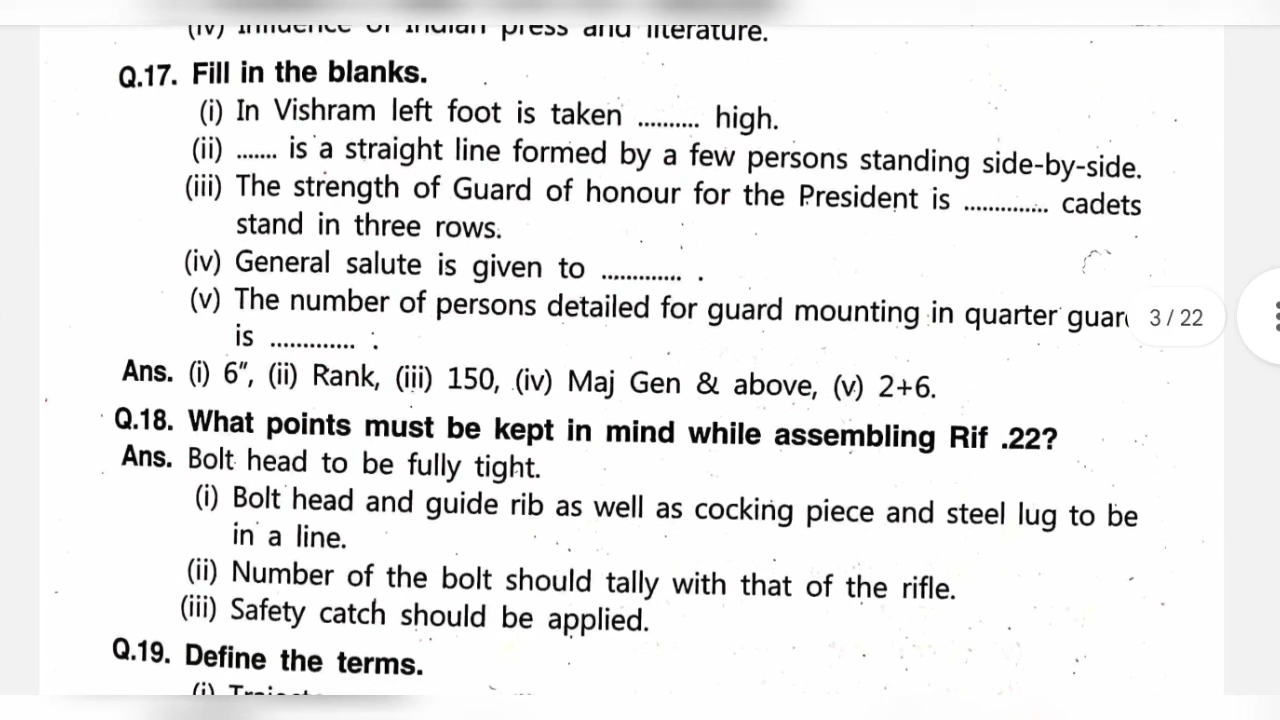 (iv) Influence of Indian press and literature.
Q.17. Fill in the blanks.
(i) In Vishram left foot is taken .......... high.
(ii) ....... is a straight line formed by a few persons standing side-by-side.
(iii) The strength of Guard of honour for the President is .............. cadets
stand in three rows.
(iv) General salute is given to ............. .
(v) The number of persons detailed for guard mounting in quarter guard
is .............. .
3 / 22
Ans. (i) 6″, (ii) Rank, (iii) 150, (iv) Maj Gen & above, (v) 2+6.
Q.18. What points must be kept in mind while assembling Rif .22?
Ans. Bolt head to be fully tight.
(i) Bolt head and guide rib as well as cocking piece and steel lug to be
in a line.
(ii) Number of the bolt should tally with that of the rifle.
(iii) Safety catch should be applied.
Q.19. Define the terms.
(i)